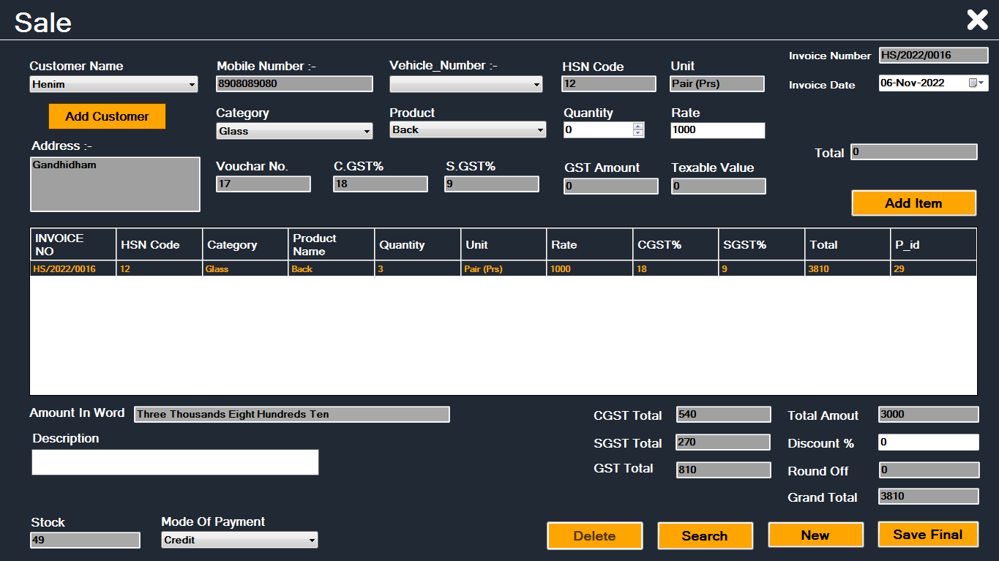 Sale
Customer Name
Mobile Number :-
Vehicle_Number :-
HSN Code
Unit
Invoice Number
HS/2022/0016
Henim
8908089080
12
Pair (Prs)
Invoice Date
06-Nov-2022
Add Customer
Category
Product
Quantity
Rate
Glass
Back
0
1000
Address :-
Gandhidham
Total
0
Vouchar No.
C.GST%
S.GST%
GST Amount
Texable Value
17
18
9
0
0
Add Item
INVOICE NO
HSN Code
Category
Product Name
Quantity
Unit
Rate
CGST%
SGST%
Total
P_id
HS/2022/0016
12
Glass
Back
3
Pair (Prs)
1000
18
9
3810
29
Amount In Word
Three Thousands Eight Hundreds Ten
CGST Total
540
Total Amout
3000
Description
SGST Total
270
Discount %
0
GST Total
810
Round Off
0
Grand Total
3810
Stock
49
Mode Of Payment
Credit
Delete
Search
New
Save Final